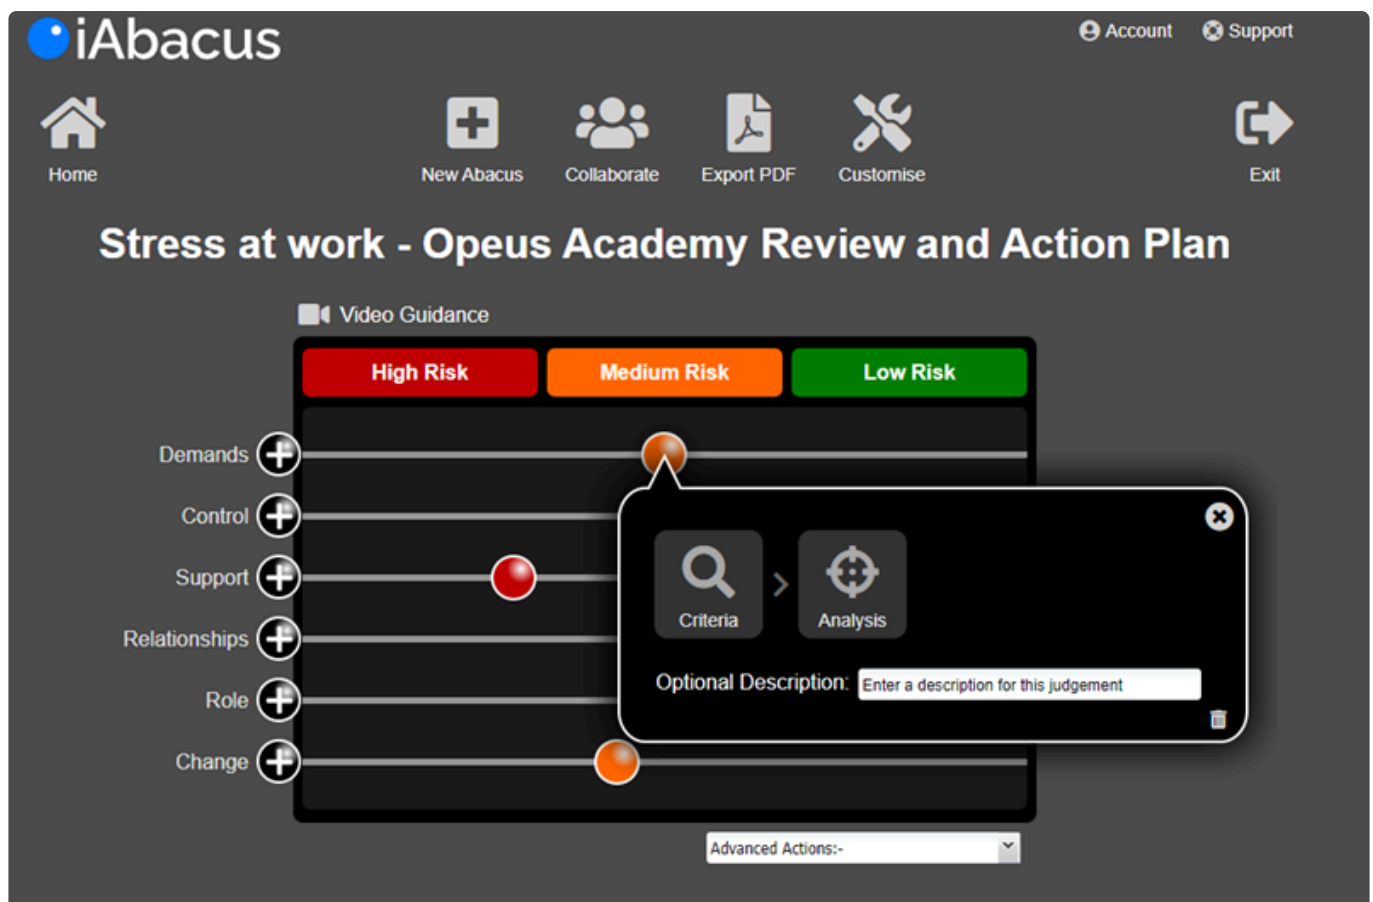 iAbacus
Account
Support
Home
New Abacus
Collaborate
Export PDF
Customise
Exit
Stress at work - Opeus Academy Review and Action Plan
Video Guidance
High Risk
Medium Risk
Low Risk
Demands
Control
Support
Relationships
Role
Change
Criteria
Analysis
Optional Description: Enter a description for this judgement
Advanced Actions:-